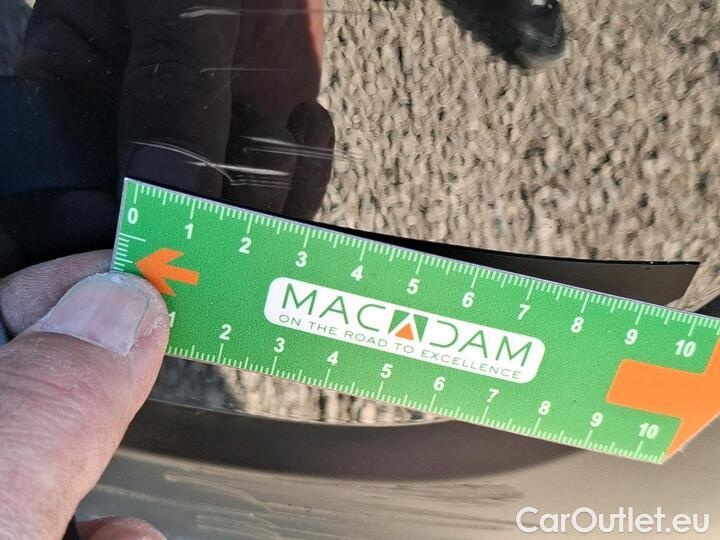 0 1 2 3 4 5 6 7 8 9 10
MACADAM
ON THE ROAD TO EXCELLENCE
1 2 3 4 5 6 7 8 9 10
CarOutlet.eu